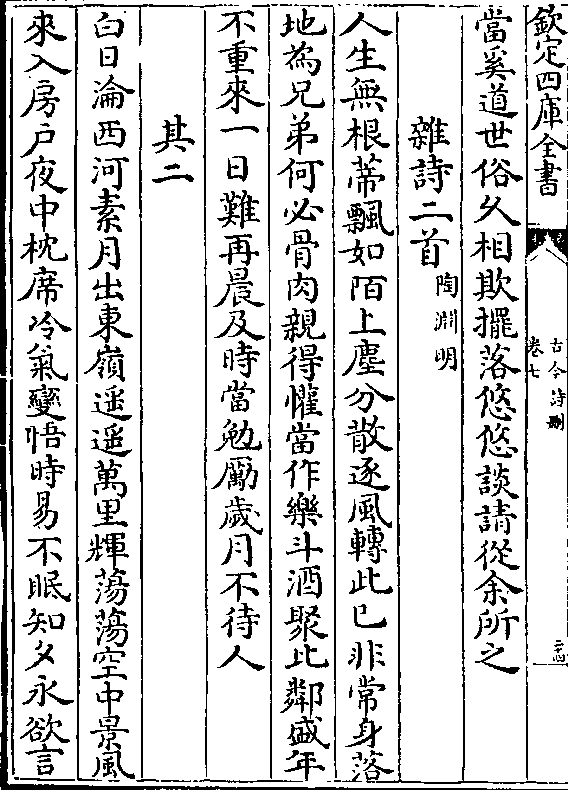 欽定四庫全書
古今詩刪
卷七
二十四
當奚道世俗久相欺擺落悠悠談請從余所之
雜詩二首
陶淵明
人生無根蔕飄如陌上塵分散逐風轉此已非常身落
地為兄弟何必骨肉親得懽當作樂斗酒聚比鄰盛年
不重來一日難再晨及時當勉勵歲月不待人
其二
白日淪西河素月出東嶺遥遥萬里輝蕩蕩空中景風
來入房戶夜中枕席冷氣變悟時易不眠知夕永欲言